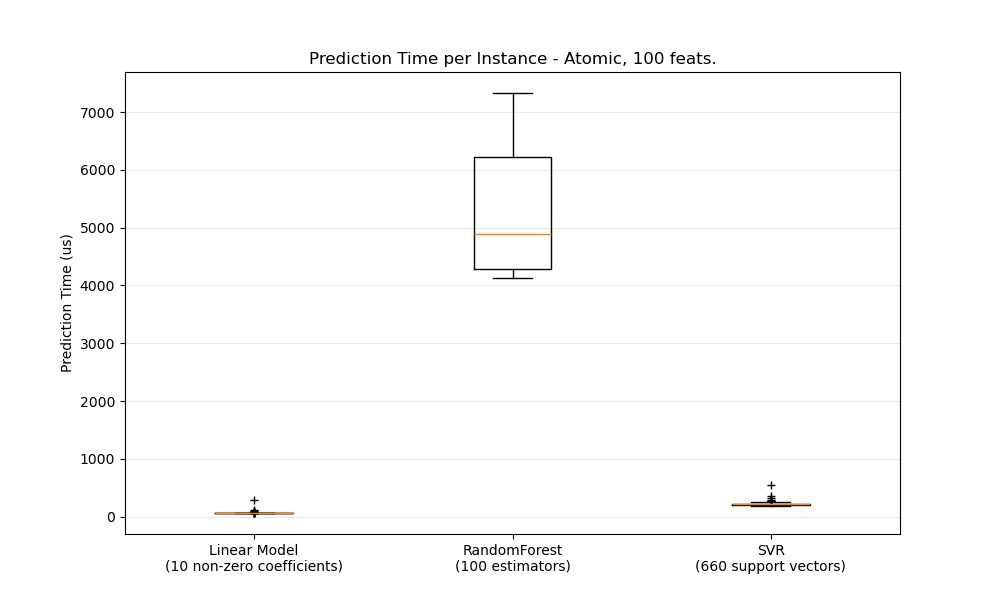 Prediction Time per Instance - Atomic, 100 feats.
Prediction Time (us)
7000
6000
5000
4000
3000
2000
1000
0
Linear Model
(10 non-zero coefficients)
RandomForest
(100 estimators)
SVR
(660 support vectors)